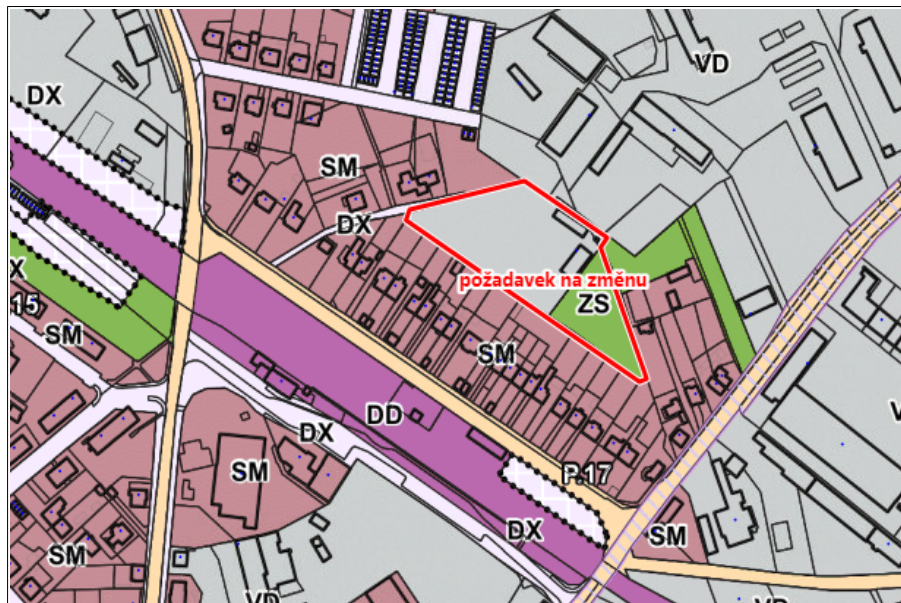 VD
DX
SM
DX
požadavek na změnu
ZS
X
15
SM
SM
DD
DX
SM
P.17
DX
SM
SM
VD
VD